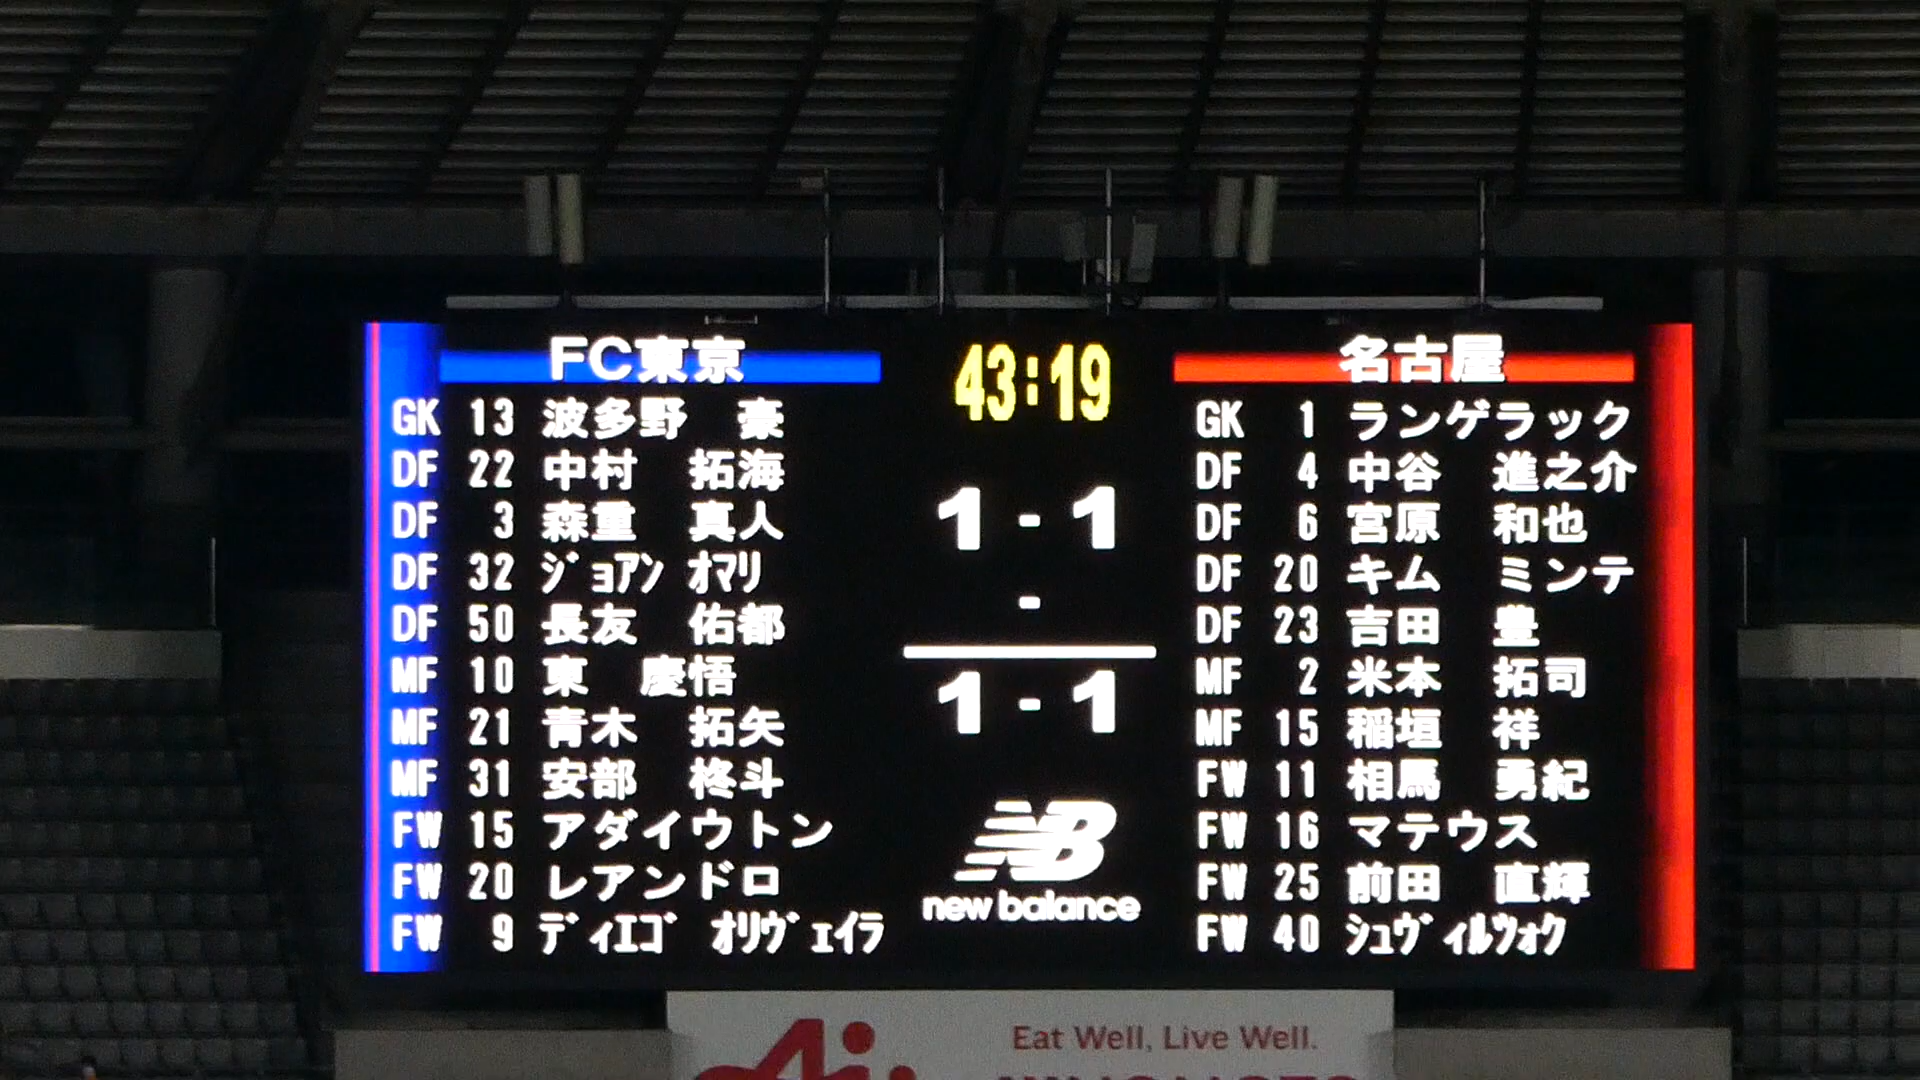 FC東京
GK 13 波多野 豪
DF 22 中村 拓海
DF 3 森重 真人
DF 32 ジョアン オマリ
DF 50 長友 佑都
MF 10 東 慶悟
MF 21 青木 拓矢
MF 31 安部 柊斗
FW 15 アダイウトン
FW 20 レアンドロ
FW 9 ディエゴ オリヴェイラ
43:19
1 - 1
-
1 - 1
NB
new balance
名古屋
GK 1 ランゲラック
DF 4 中谷 進之介
DF 6 宮原 和也
DF 20 キム ミンテ
DF 23 吉田 豊
MF 2 米本 拓司
MF 15 稲垣 祥
FW 11 相馬 勇紀
FW 16 マテウス
FW 25 前田 直輝
FW 40 シュヴィルツォク
Eat Well, Live Well.